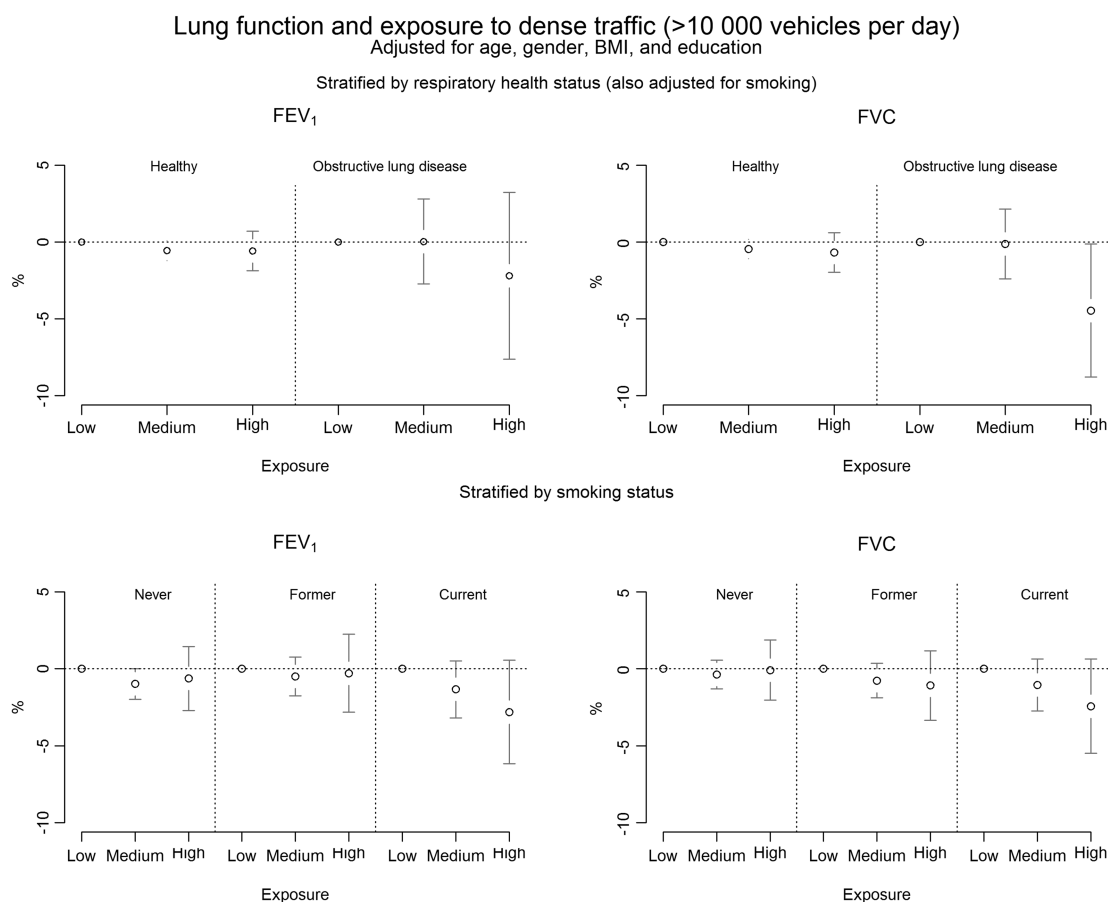 Lung function and exposure to dense traffic (>10 000 vehicles per day)
Adjusted for age, gender, BMI, and education
Stratified by respiratory health status (also adjusted for smoking)
FEV1
FVC
Healthy
Obstructive lung disease
Healthy
Obstructive lung disease
5
0
-5
-10
%
5
0
-5
-10
%
Low Medium High Low Medium High
Low Medium High Low Medium High
Exposure
Exposure
Stratified by smoking status
FEV1
FVC
Never Former Current
Never Former Current
5
0
-5
-10
%
5
0
-5
-10
%
Low Medium High Low Medium High Low Medium High
Low Medium High Low Medium High Low Medium High
Exposure
Exposure